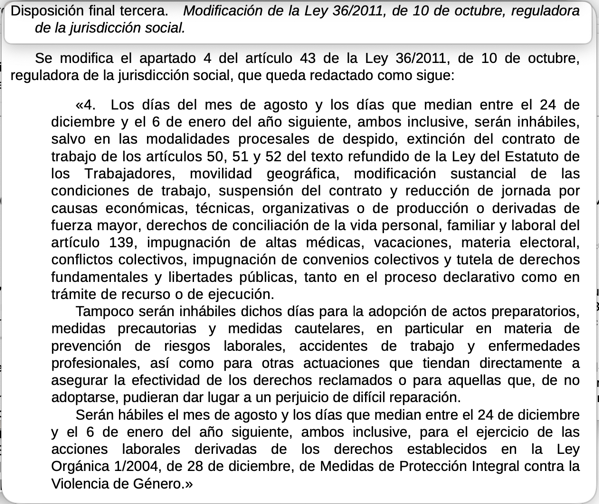 Disposición final tercera. Modificación de la Ley 36/2011, de 10 de octubre, reguladora
de la jurisdicción social.
Se modifica el apartado 4 del artículo 43 de la Ley 36/2011, de 10 de octubre,
reguladora de la jurisdicción social, que queda redactado como sigue:
«4. Los días del mes de agosto y los días que median entre el 24 de
diciembre y el 6 de enero del año siguiente, ambos inclusive, serán inhábiles,
salvo en las modalidades procesales de despido, extinción del contrato de
trabajo de los artículos 50, 51 y 52 del texto refundido de la Ley del Estatuto de
los Trabajadores, movilidad geográfica, modificación sustancial de las
condiciones de trabajo, suspensión del contrato y reducción de jornada por
causas económicas, técnicas, organizativas o de producción o derivadas de
fuerza mayor, derechos de conciliación de la vida personal, familiar y laboral del
artículo 139, impugnación de altas médicas, vacaciones, materia electoral,
conflictos colectivos, impugnación de convenios colectivos y tutela de derechos
fundamentales y libertades públicas, tanto en el proceso declarativo como en
trámite de recurso o de ejecución.
Tampoco serán inhábiles dichos días para la adopción de actos preparatorios,
medidas precautorias y medidas cautelares, en particular en materia de
prevención de riesgos laborales, accidentes de trabajo y enfermedades
profesionales, así como para otras actuaciones que tiendan directamente a
asegurar la efectividad de los derechos reclamados o para aquellas que, de no
adoptarse, pudieran dar lugar a un perjuicio de difícil reparación.
Serán hábiles el mes de agosto y los días que median entre el 24 de diciembre
y el 6 de enero del año siguiente, ambos inclusive, para el ejercicio de las
acciones laborales derivadas de los derechos establecidos en la Ley
Orgánica 1/2004, de 28 de diciembre, de Medidas de Protección Integral contra la
Violencia de Género.»